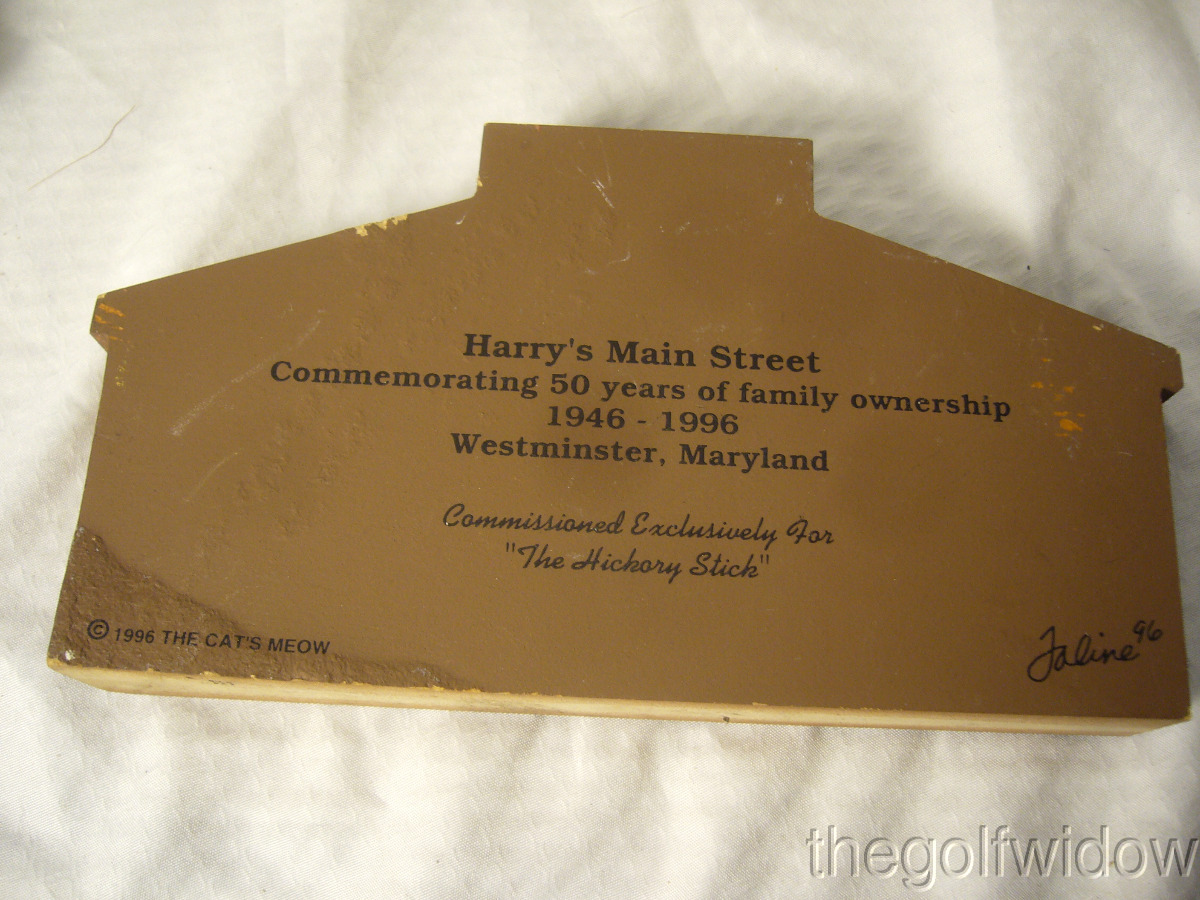 Harry's Main Street
Commemorating 50 years of family ownership
1946 - 1996
Westminster, Maryland
Commissioned Exclusively For
"The Hickory Stick"
© 1996 THE CAT'S MEOW
Faline 96
thegolfwidow